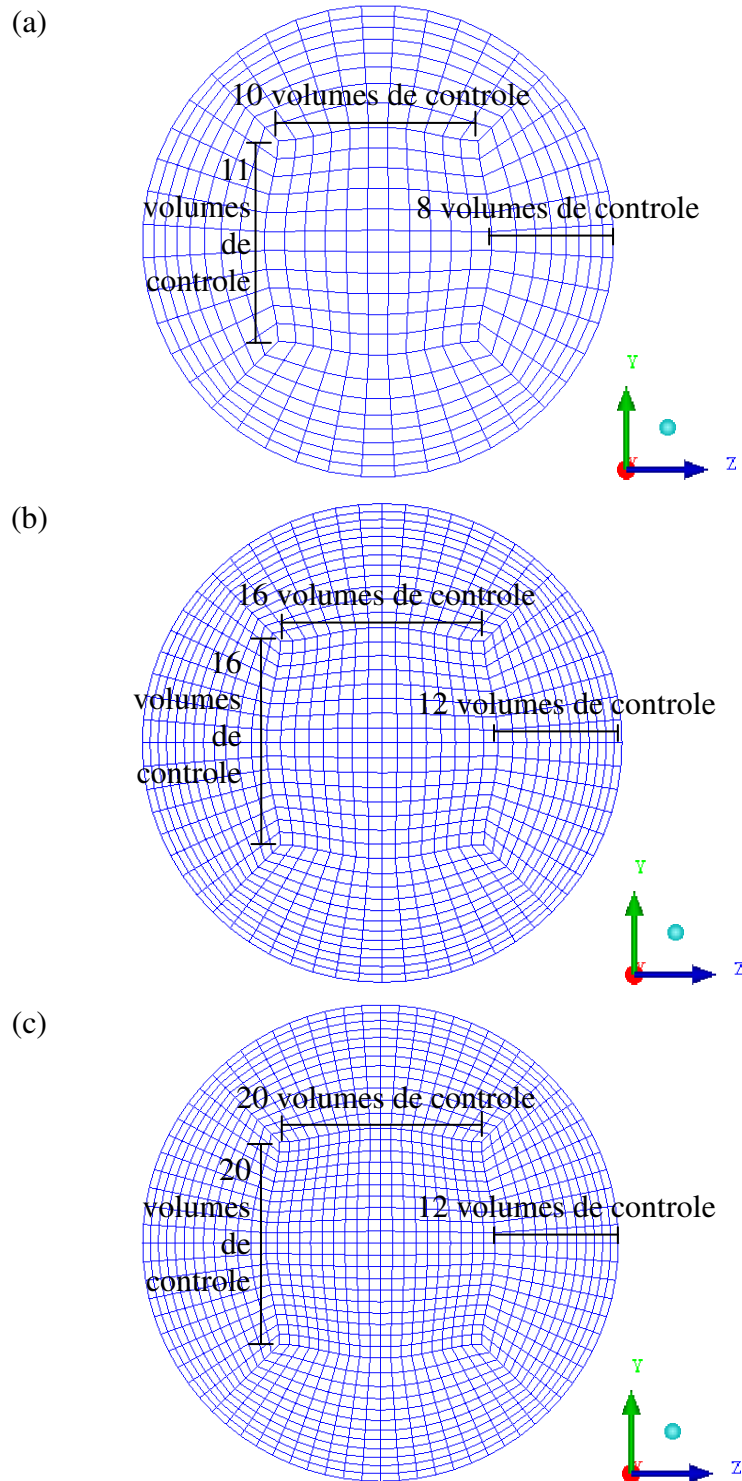 (a)
10 volumes de controle
11
volumes
de
controle
8 volumes de controle
Y
Y
Z
(b)
16 volumes de controle
16
volumes
de
controle
12 volumes de controle
Y
Y
Z
(c)
20 volumes de controle
20
volumes
de
controle
12 volumes de controle
Y
Y
Z